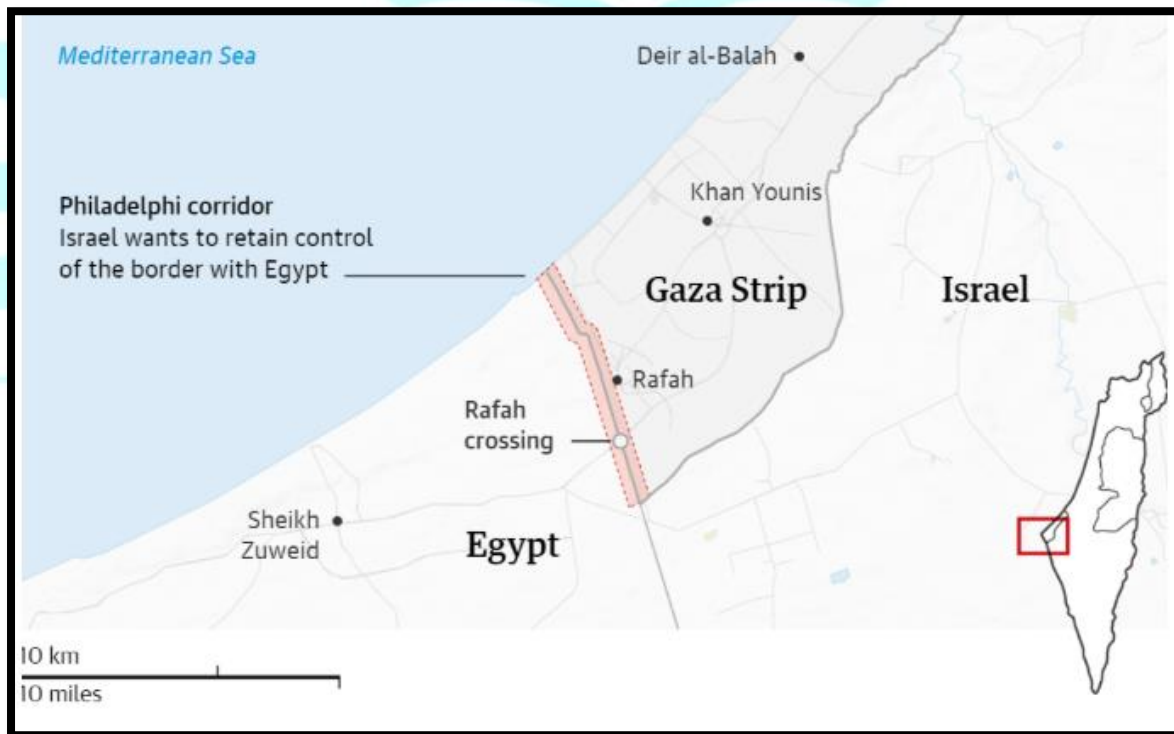 Mediterranean Sea
Deir al-Balah
Khan Younis
Philadelphi corridor
Israel wants to retain control
of the border with Egypt
Gaza Strip
Israel
Rafah
Rafah
crossing
Sheikh
Zuweid
Egypt
10 km
10 miles